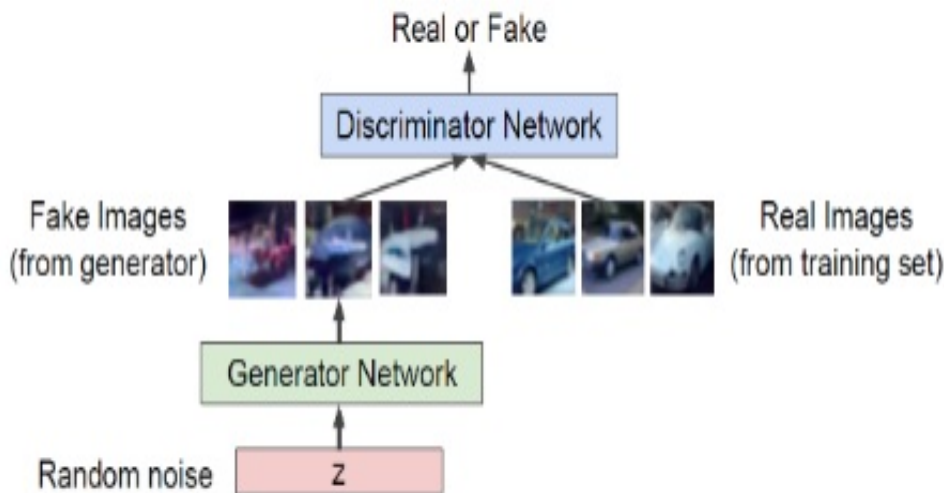 Real or Fake
Discriminator Network
Fake Images
(from generator)
Real Images
(from training set)
Generator Network
Random noise
z